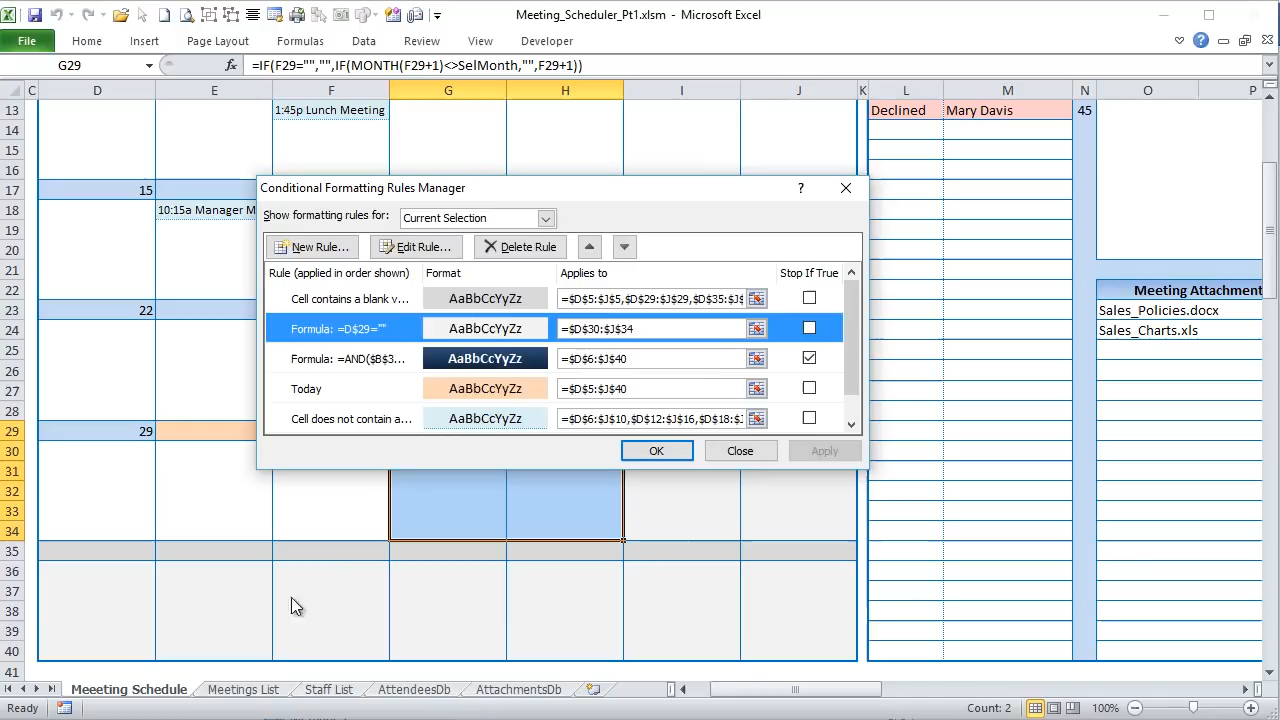 Meeting_Scheduler_Pt1.xlsm - Microsoft Excel
File Home Insert Page Layout Formulas Data Review View Developer
G29 fx =IF(F29="","",IF(MONTH(F29+1)<>SelMonth,"",F29+1))
C D E F G H I J K L M N O P
13 1:45p Lunch Meeting Declined Mary Davis 45
14
15
16
17 15
18 10:15a Manager M
19
20
21
22 Meeting Attachment
23 22 Sales_Policies.docx
24 Sales_Charts.xls
25
26
27
28
29 29
30
31
32
33
34
35
36
37
38
39
40
41
Conditional Formatting Rules Manager
Show formatting rules for: Current Selection
New Rule... Edit Rule... Delete Rule
Rule (applied in order shown) Format Applies to Stop If True
Cell contains a blank v... AaBbCcYyZz =$D$5:$J$5,$D$29:$J$29,$D$35:$J$
Formula: =D$29="" AaBbCcYyZz =$D$30:$J$34
Formula: =AND($B$3... AaBbCcYyZz =$D$6:$J$40
Today AaBbCcYyZz =$D$5:$J$40
Cell does not contain a... AaBbCcYyZz =$D$6:$J$10,$D$12:$J$16,$D$18:$J
OK Close Apply
Meeeting Schedule Meetings List Staff List AttendeesDb AttachmentsDb
Ready Count: 2 100%